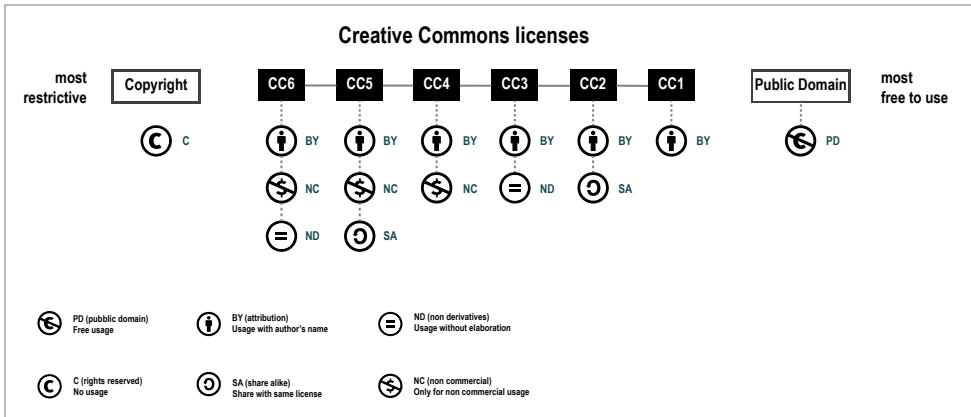 Creative Commons licenses
most
restrictive
Copyright
CC6
CC5
CC4
CC3
CC2
CC1
Public Domain
most
free to use
C
BY
BY
BY
BY
BY
BY
PD
NC
NC
NC
ND
SA
ND
SA
PD (pubblic domain)
Free usage
BY (attribution)
Usage with author's name
ND (non derivatives)
Usage without elaboration
C (rights reserved)
No usage
SA (share alike)
Share with same license
NC (non commercial)
Only for non commercial usage